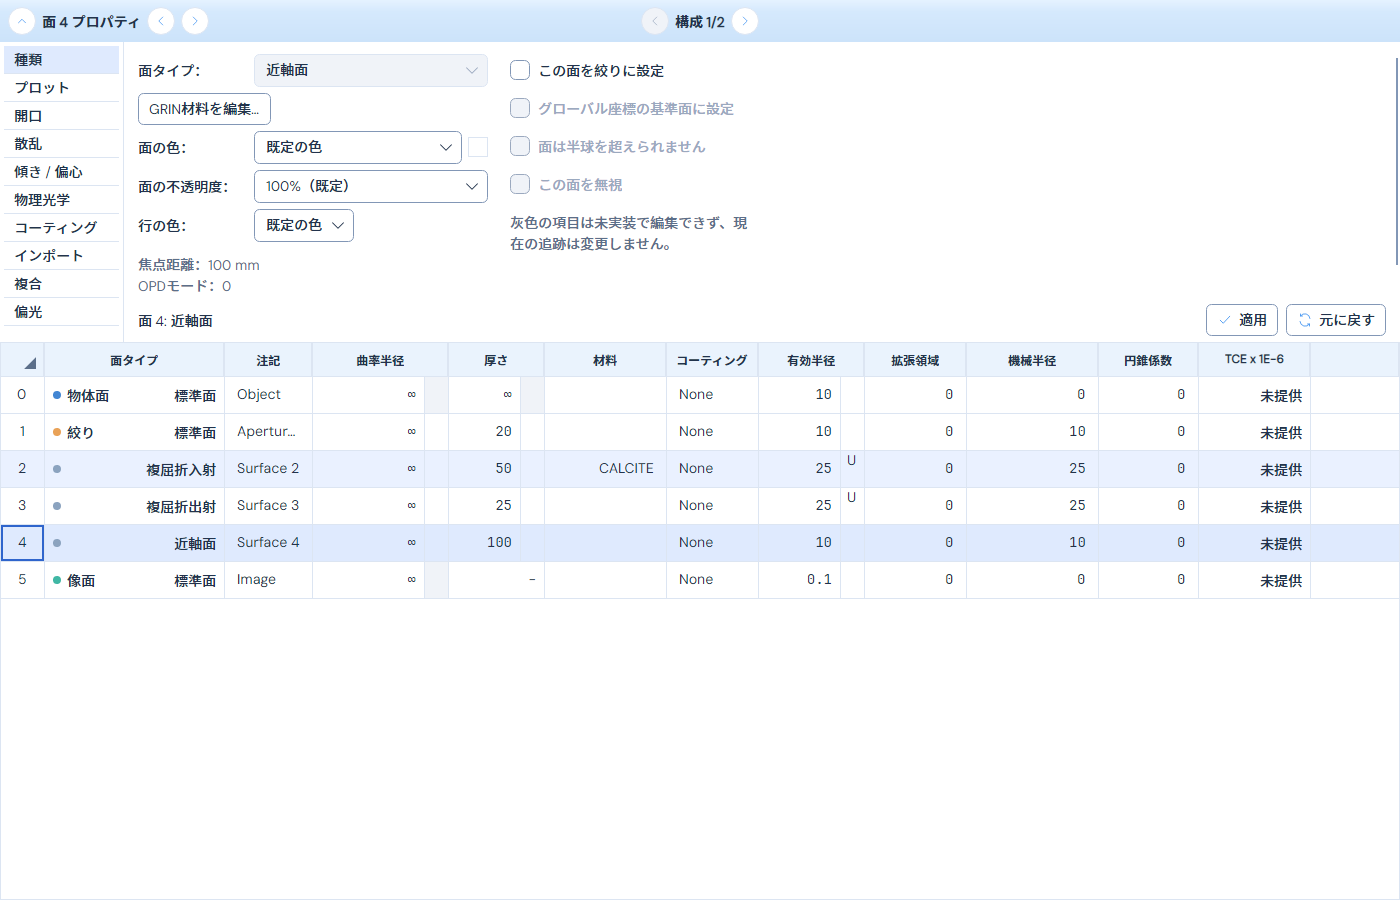 面 4 プロパティ
構成 1/2
種類
プロット
開口
散乱
傾き / 偏心
物理光学
コーティング
インポート
複合
偏光
面タイプ： 近軸面
GRIN材料を編集...
面の色： 既定の色
面の不透明度： 100%（既定）
行の色： 既定の色
焦点距離：100 mm
OPDモード：0
面 4: 近軸面
この面を絞りに設定
グローバル座標の基準面に設定
面は半球を超えられません
この面を無視
灰色の項目は未実装で編集できず、現
在の追跡は変更しません。
適用 元に戻す
面タイプ 注記 曲率半径 厚さ 材料 コーティング 有効半径 拡張領域 機械半径 円錐係数 TCE x 1E-6
0 物体面 標準面 Object ∞ ∞ None 10 0 0 0 未提供
1 絞り 標準面 Apertur... ∞ 20 None 10 0 10 0 未提供
2 複屈折入射 Surface 2 ∞ 50 CALCITE None 25 U 0 25 0 未提供
3 複屈折出射 Surface 3 ∞ 25 None 25 U 0 25 0 未提供
4 近軸面 Surface 4 ∞ 100 None 10 0 10 0 未提供
5 像面 標準面 Image ∞ - None 0.1 0 0 0 未提供